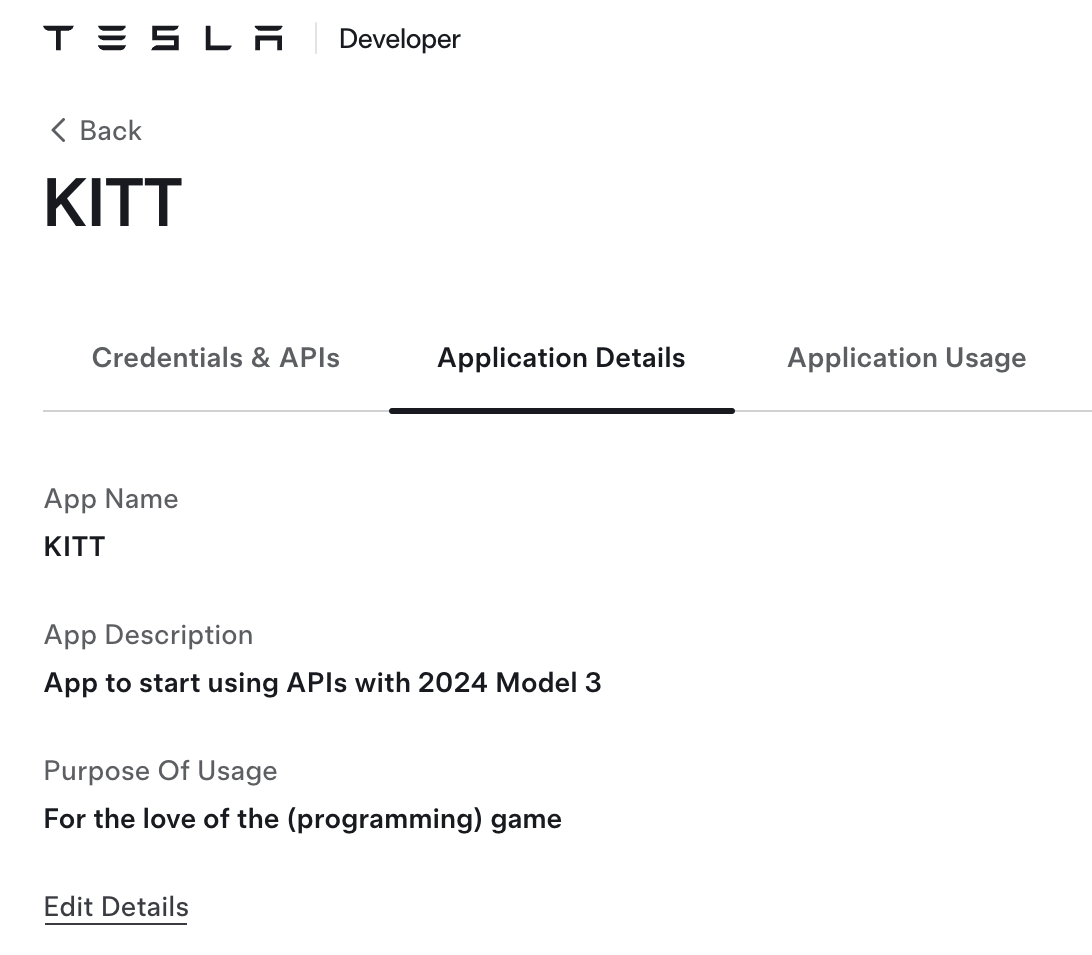 TESLA Developer
Back
KITT
Credentials & APIs Application Details Application Usage
App Name
KITT
App Description
App to start using APIs with 2024 Model 3
Purpose Of Usage
For the love of the (programming) game
Edit Details